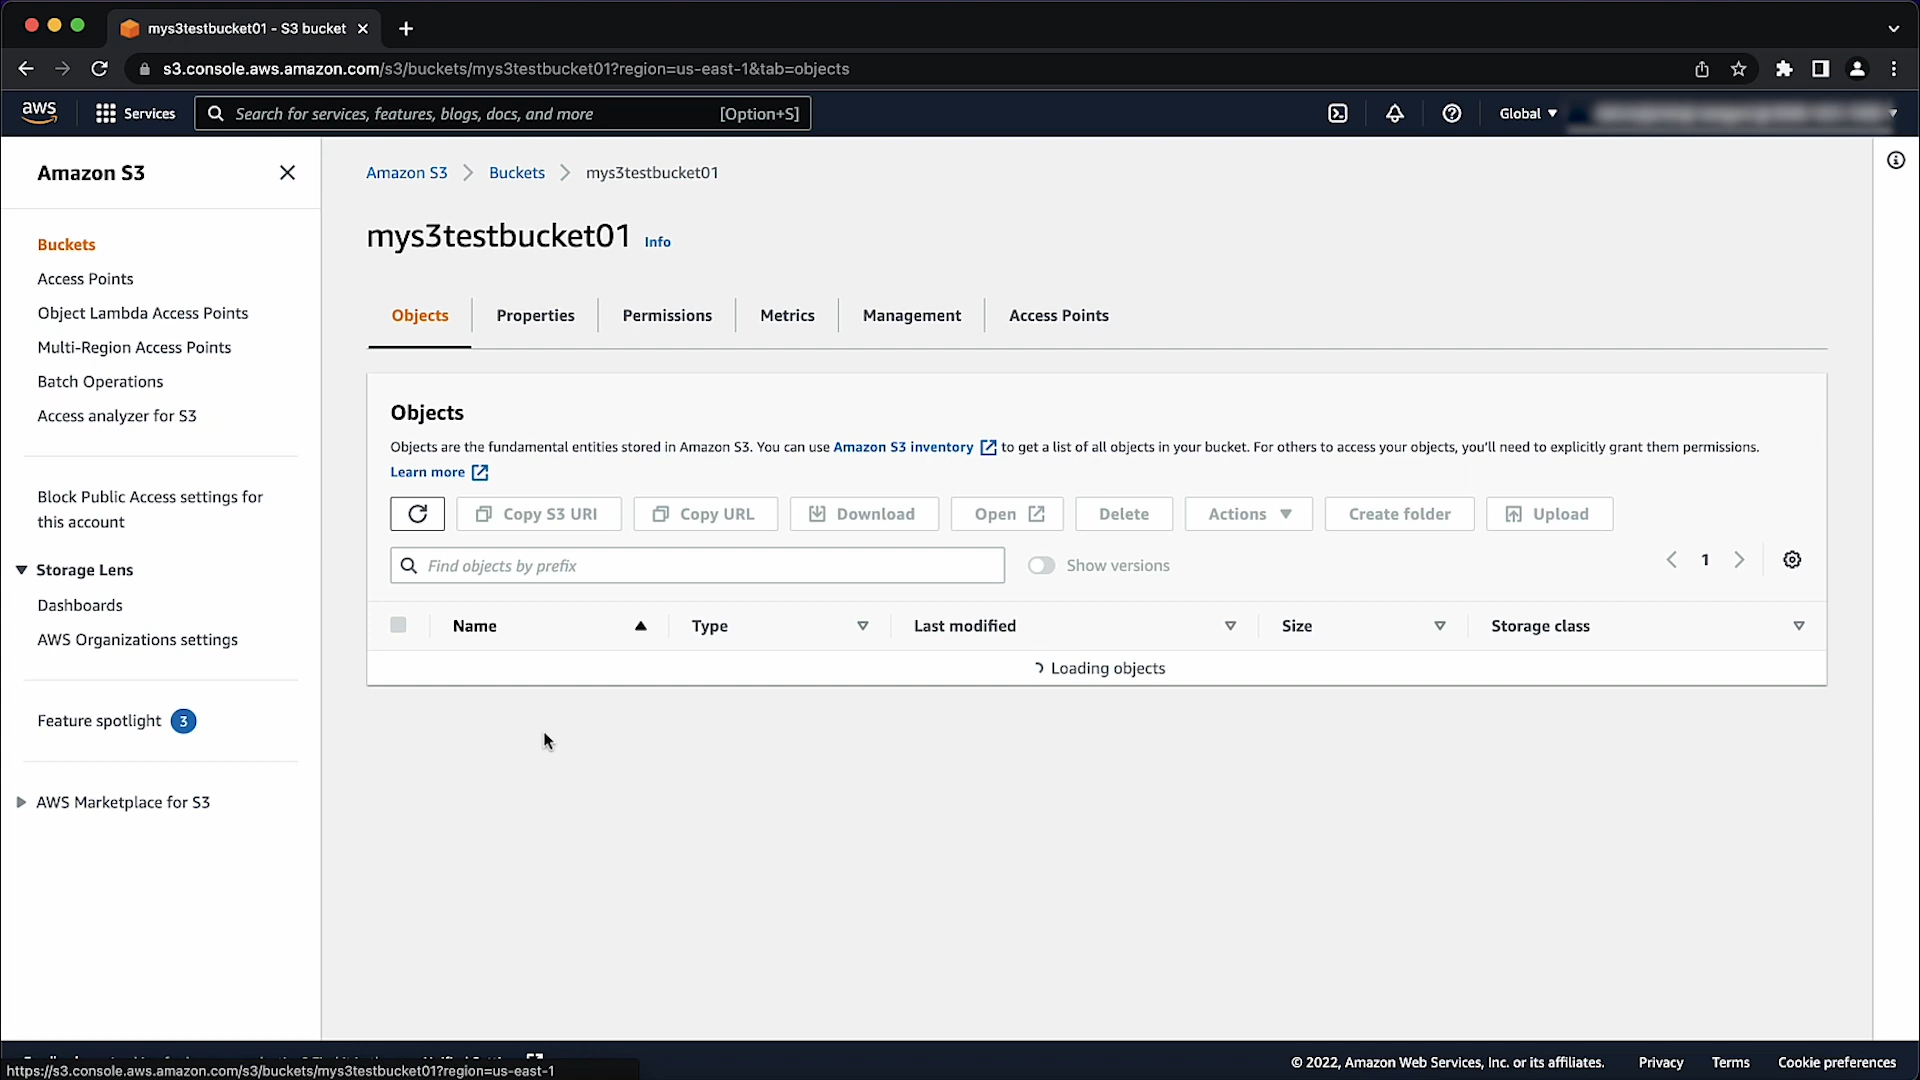 mys3testbucket01 - S3 bucket
s3.console.aws.amazon.com/s3/buckets/mys3testbucket01?region=us-east-1&tab=objects
aws
Services
Search for services, features, blogs, docs, and more
[Option+S]
Global
Amazon S3
Buckets
Access Points
Object Lambda Access Points
Multi-Region Access Points
Batch Operations
Access analyzer for S3
Block Public Access settings for
this account
Storage Lens
Dashboards
AWS Organizations settings
Feature spotlight 3
AWS Marketplace for S3
Amazon S3 Buckets mys3testbucket01
mys3testbucket01 Info
Objects Properties Permissions Metrics Management Access Points
Objects
Objects are the fundamental entities stored in Amazon S3. You can use Amazon S3 inventory to get a list of all objects in your bucket. For others to access your objects, you'll need to explicitly grant them permissions.
Learn more
Copy S3 URI Copy URL Download Open Delete Actions Create folder Upload
Find objects by prefix Show versions 1
Name Type Last modified Size Storage class
Loading objects
https://s3.console.aws.amazon.com/s3/buckets/mys3testbucket01?region=us-east-1
© 2022, Amazon Web Services, Inc. or its affiliates. Privacy Terms Cookie preferences